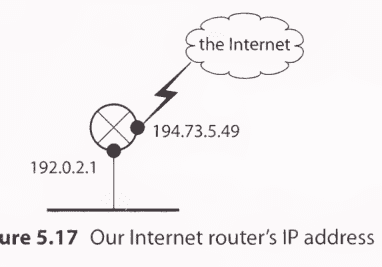 the Internet
194.73.5.49
192.0.2.1
ure 5.17 Our Internet router's IP address